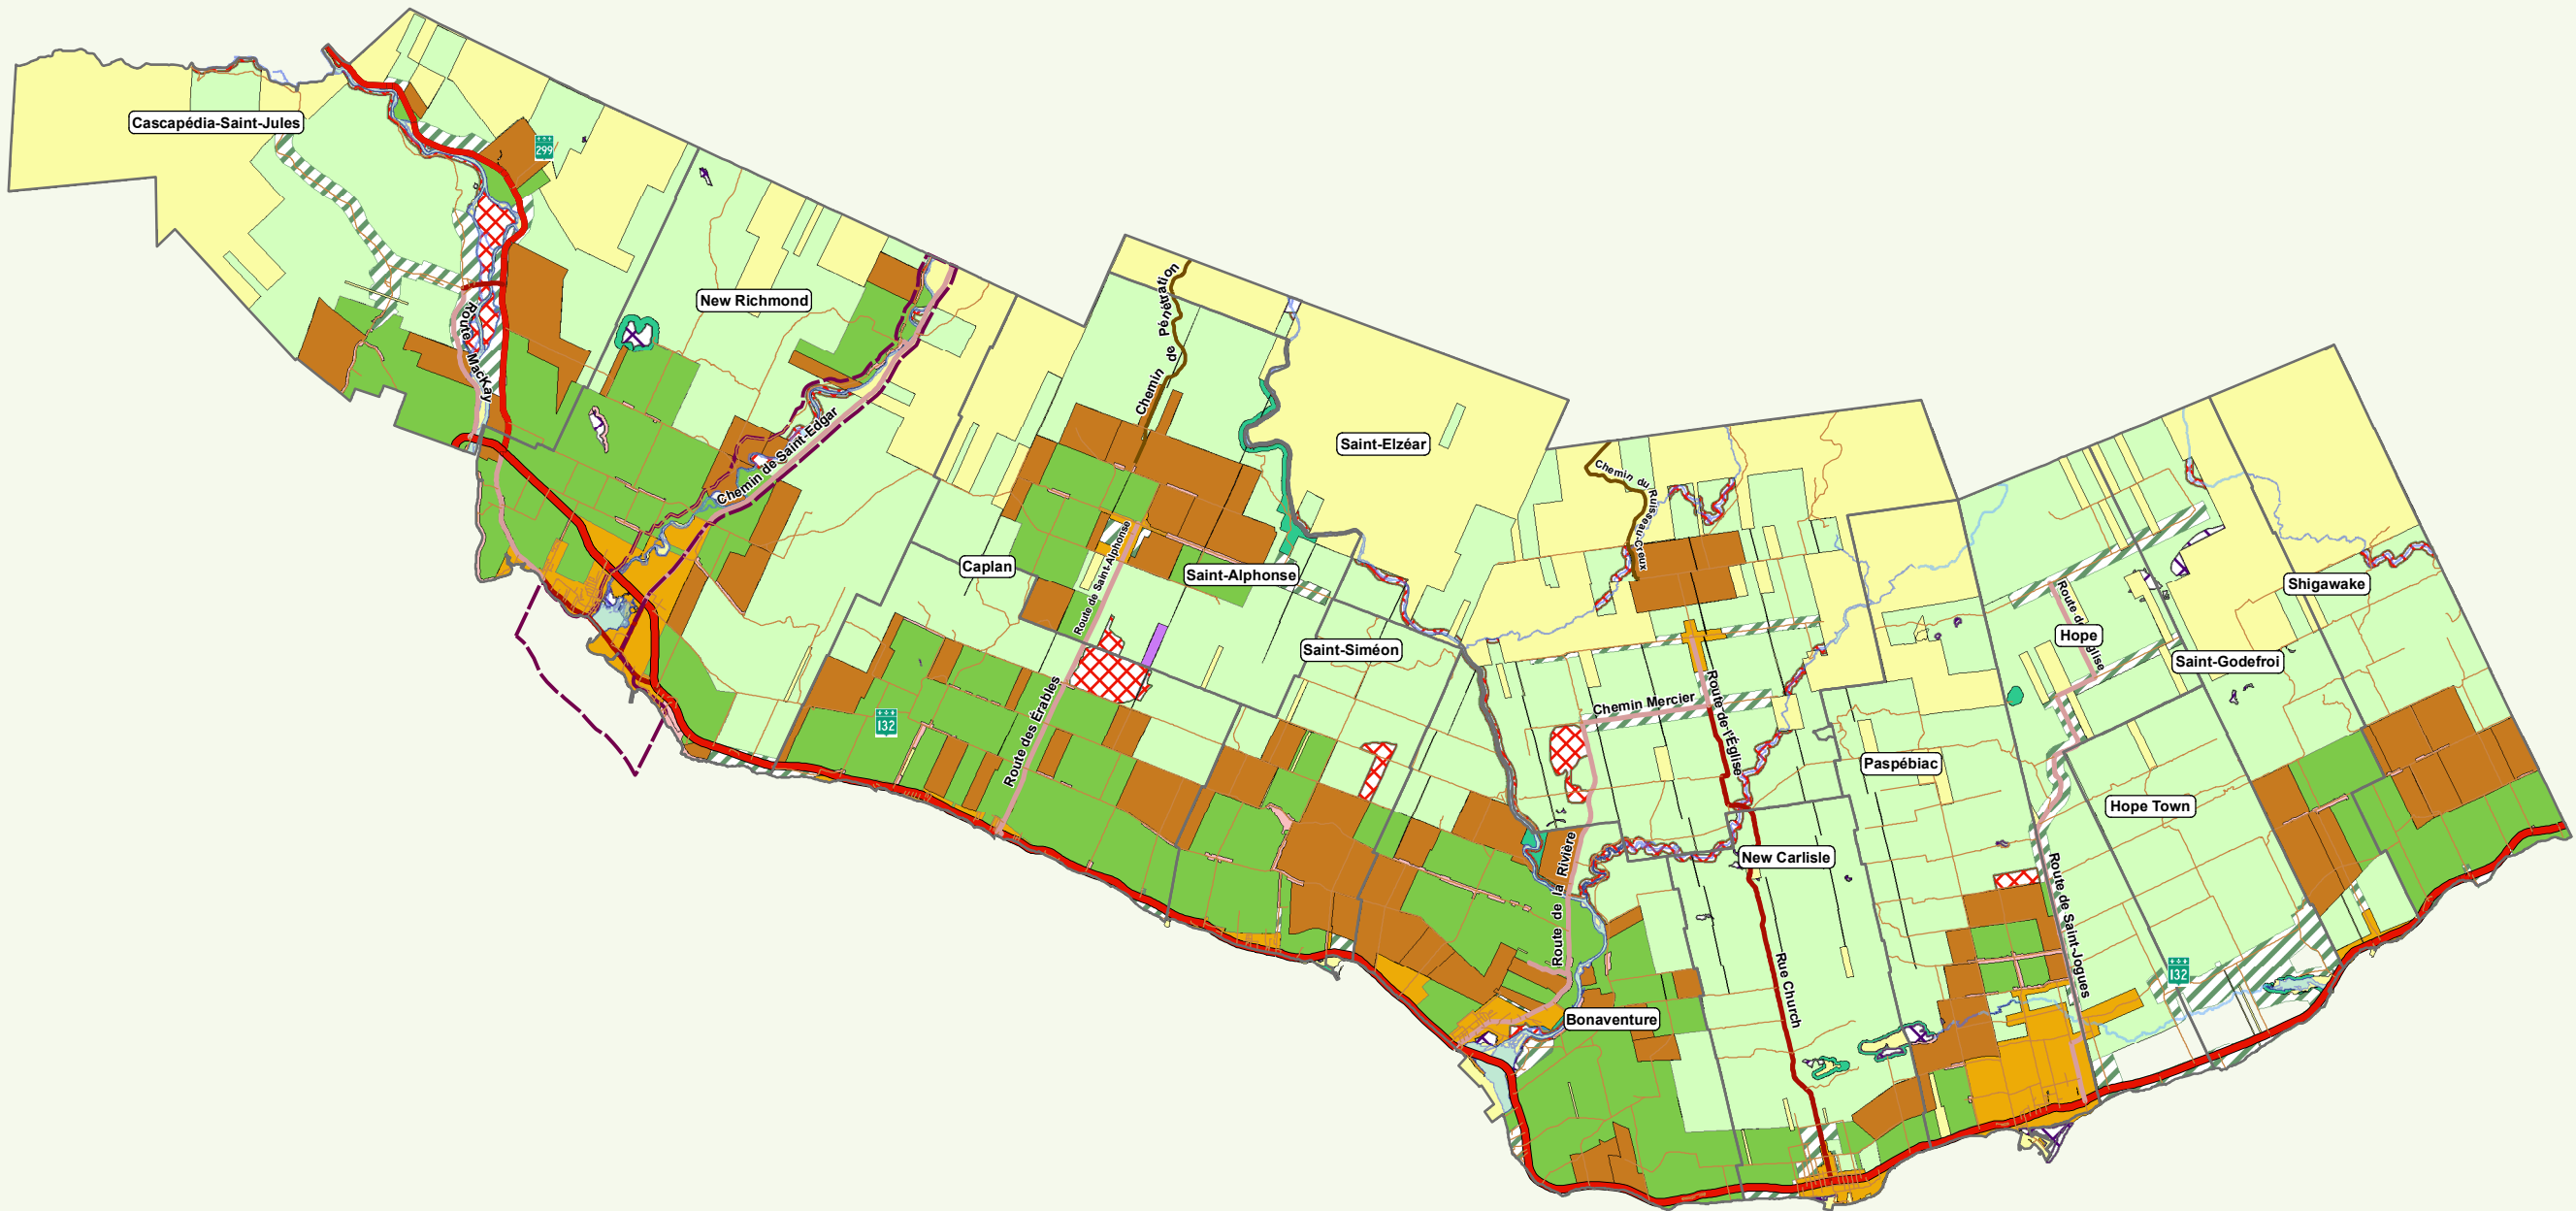 Cascapédia-Saint-Jules
299
New Richmond
Route MacKay
Chemin de Saint-Edgar
Chemin de Pénétration
Saint-Elzéar
Chemin du Ruisseau-Creux
Caplan
Route de Saint-Alphonse
Saint-Alphonse
Shigawake
Route de l'Église
Hope
Saint-Siméon
Saint-Godefroi
Chemin Mercier
Route de l'Église
132
Route des Érables
Paspébiac
Hope Town
Route de la Rivière
New Carlisle
Route de Saint-Jogues
Rue Church
132
Bonaventure